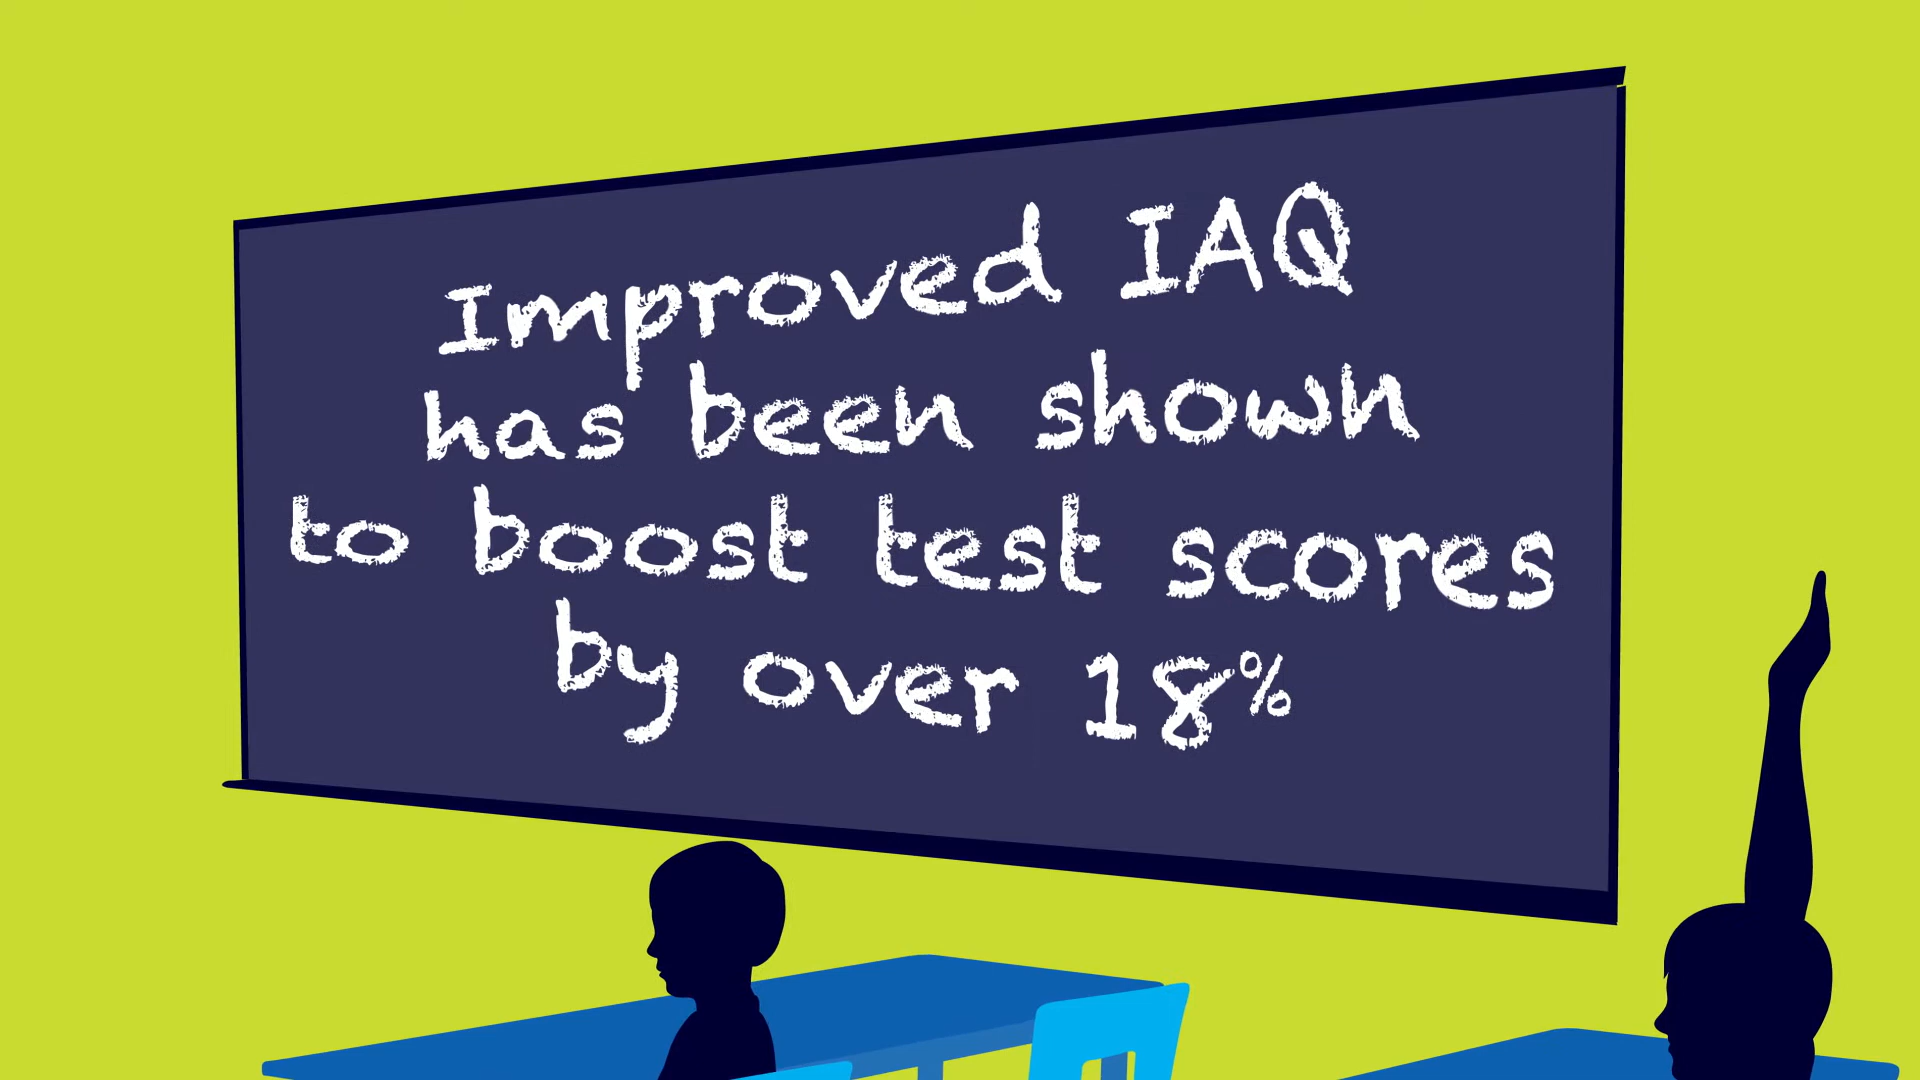 Improved IAQ
has been shown
to boost test scores
by over 18%